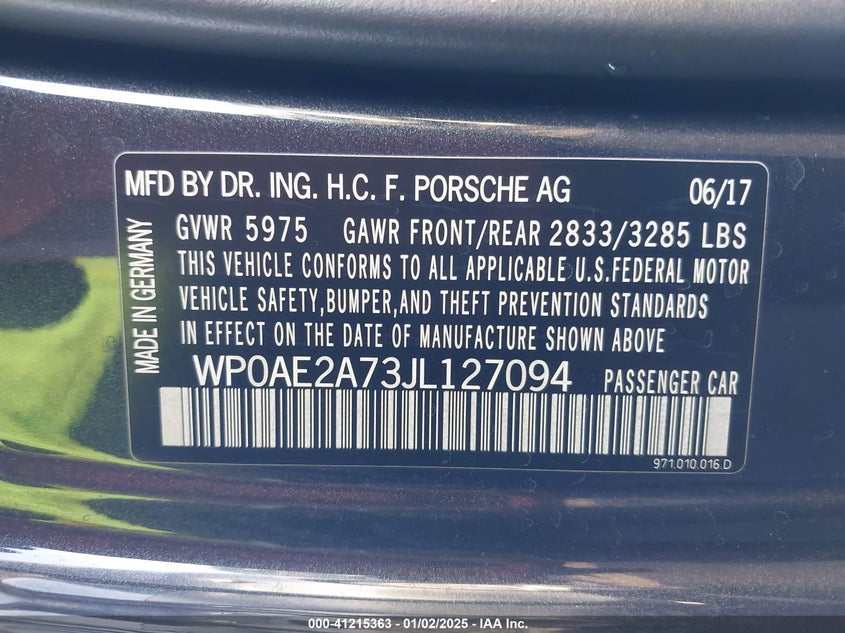 MFD BY DR. ING. H.C. F. PORSCHE AG 06/17
GVWR 5975 GAWR FRONT/REAR 2833/3285 LBS
THIS VEHICLE CONFORMS TO ALL APPLICABLE U.S.FEDERAL MOTOR
VEHICLE SAFETY,BUMPER,AND THEFT PREVENTION STANDARDS
IN EFFECT ON THE DATE OF MANUFACTURE SHOWN ABOVE
WP0AE2A73JL127094 PASSENGER CAR
MADE IN GERMANY
971.010.016.D
000-41215363 - 01/02/2025 - IAA Inc.